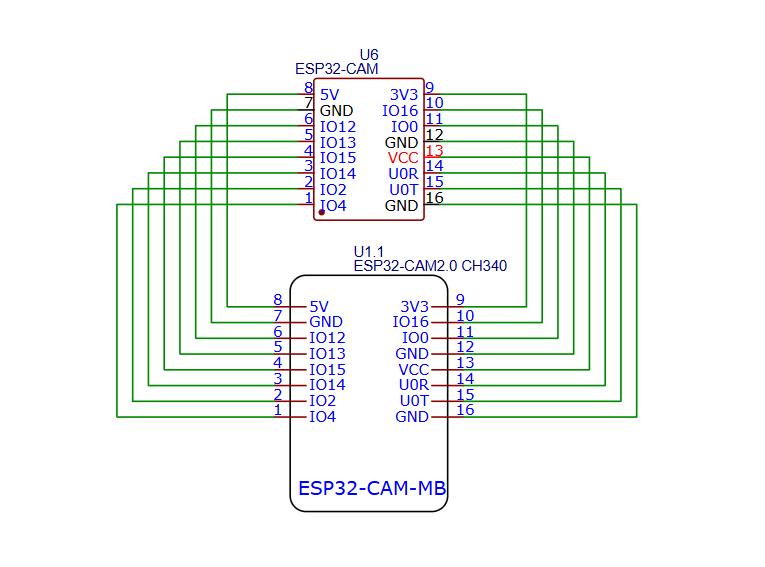 U6
ESP32-CAM
8 5V 3V3 9
7 GND IO16 10
6 IO12 IO0 11
5 IO13 GND 12
4 IO15 VCC 13
3 IO14 U0R 14
2 IO2 U0T 15
1 IO4 GND 16
U1.1
ESP32-CAM2.0 CH340
8 5V 3V3 9
7 GND IO16 10
6 IO12 IO0 11
5 IO13 GND 12
4 IO15 VCC 13
3 IO14 U0R 14
2 IO2 U0T 15
1 IO4 GND 16
ESP32-CAM-MB